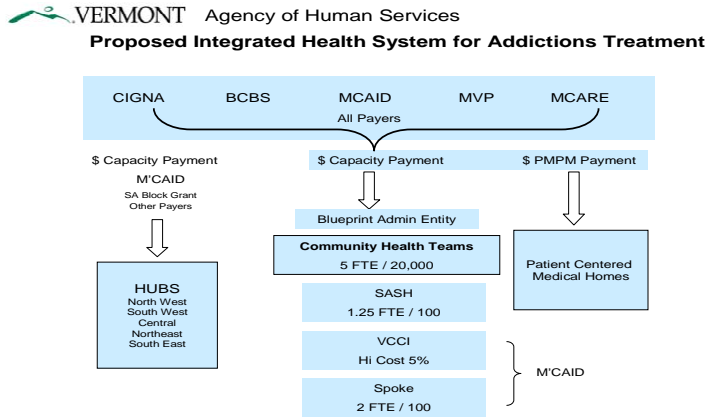 VERMONT Agency of Human Services
Proposed Integrated Health System for Addictions Treatment
CIGNA BCBS MCAID MVP MCARE
All Payers
$ Capacity Payment
M'CAID
SA Block Grant
Other Payers
HUBS
North West
South West
Central
Northeast
South East
$ Capacity Payment
Blueprint Admin Entity
Community Health Teams
5 FTE / 20,000
SASH
1.25 FTE / 100
VCCI
Hi Cost 5%
Spoke
2 FTE / 100
M'CAID
$ PMPM Payment
Patient Centered
Medical Homes